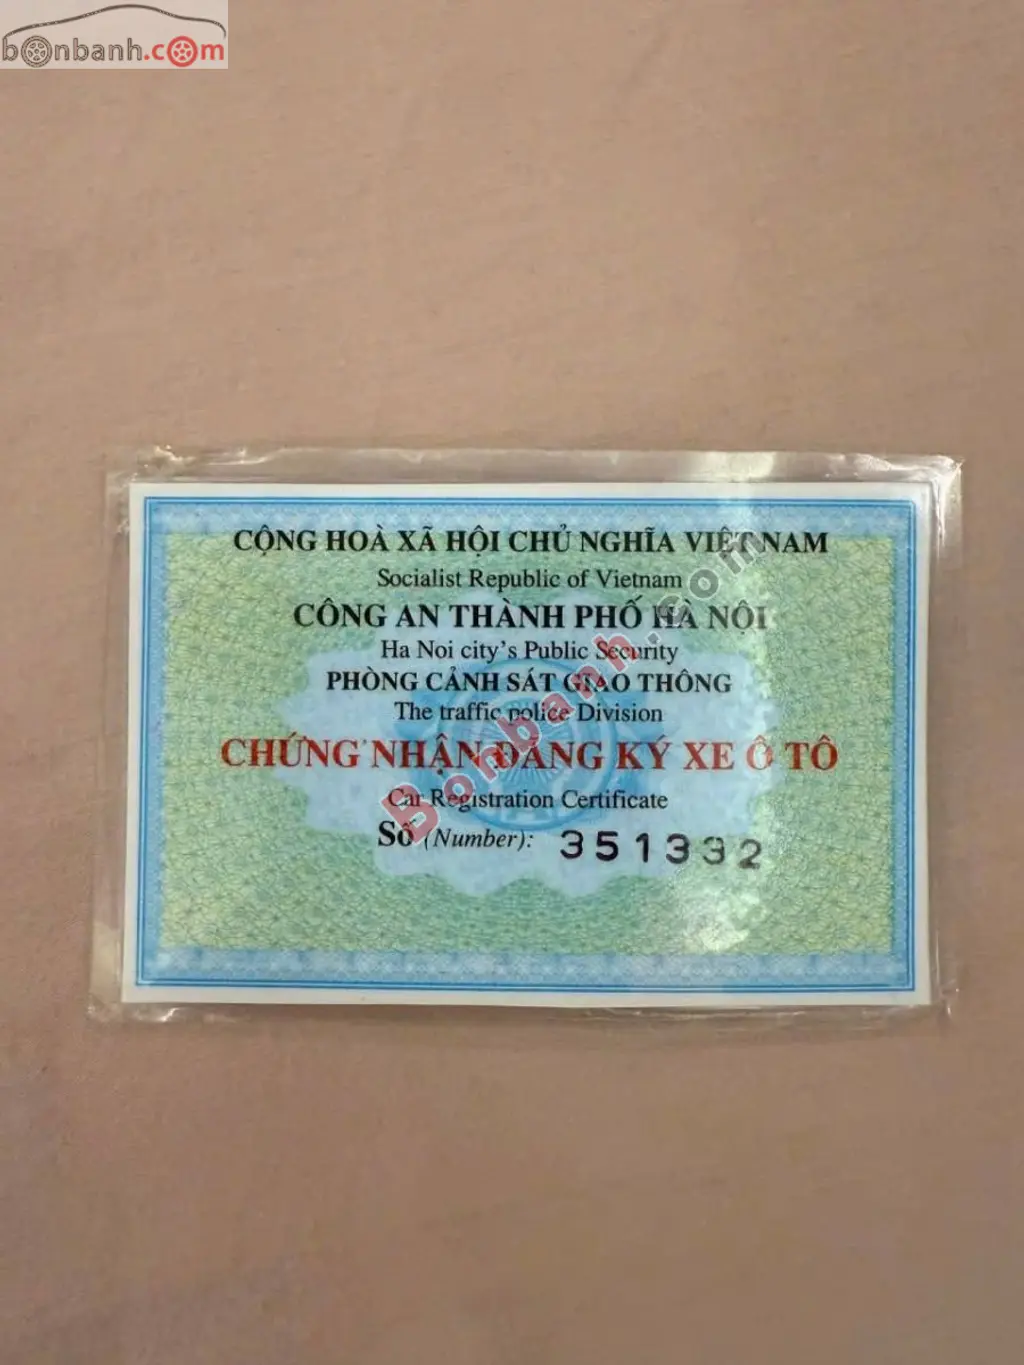 bonbanh.com
CỘNG HOÀ XÃ HỘI CHỦ NGHĨA VIỆT NAM
Socialist Republic of Vietnam
CÔNG AN THÀNH PHỐ HÀ NỘI
Ha Noi city's Public Security
PHÒNG CẢNH SÁT GIAO THÔNG
The traffic police Division
CHỨNG NHẬN ĐĂNG KÝ XE Ô TÔ
Car Registration Certificate
Số (Number): 351332
Bonbanh.com